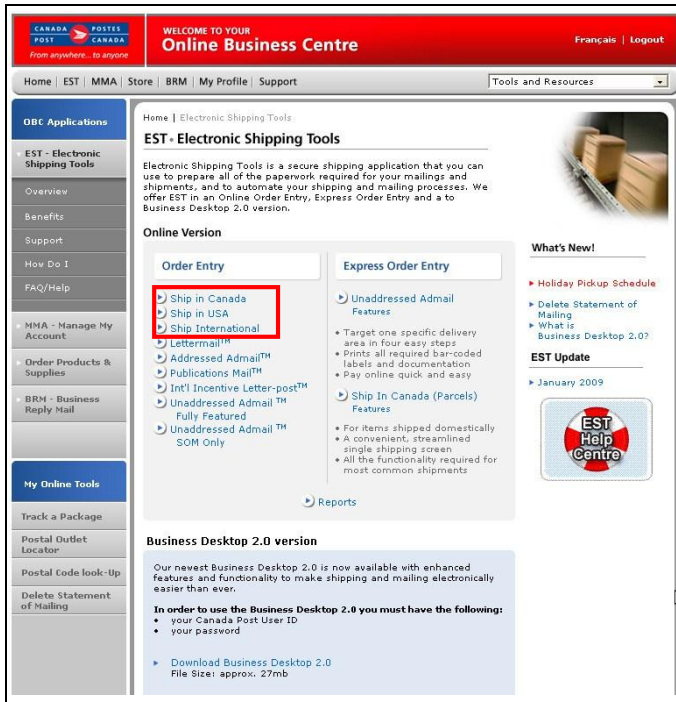 CANADA POSTES
POST CANADA
From anywhere... to anyone
WELCOME TO YOUR
Online Business Centre
Français | Logout
Home | EST | MMA | Store | BRM | My Profile | Support
Tools and Resources
OBC Applications
EST - Electronic
Shipping Tools
Overview
Benefits
Support
How Do I
FAQ/Help
MMA - Manage My
Account
Order Products &
Supplies
BRM - Business
Reply Mail
My Online Tools
Track a Package
Postal Outlet
Locator
Postal Code look-Up
Delete Statement
of Mailing
Home | Electronic Shipping Tools
EST · Electronic Shipping Tools
Electronic Shipping Tools is a secure shipping application that you can
use to prepare all of the paperwork required for your mailings and
shipments, and to automate your shipping and mailing processes. We
offer EST in an Online Order Entry, Express Order Entry and a to
Business Desktop 2.0 version.
Online Version
Order Entry
Ship in Canada
Ship in USA
Ship International
Lettermail™
Addressed Admail™
Publications Mail™
Int'l Incentive Letter-post™
Unaddressed Admail ™
Fully Featured
Unaddressed Admail ™
SOM Only
Express Order Entry
Unaddressed Admail
Features
• Target one specific delivery
area in four easy steps
• Prints all required bar-coded
labels and documentation
• Pay online quick and easy
Ship In Canada (Parcels)
Features
• For items shipped domestically
• A convenient, streamlined
single shipping screen
• All the functionality required for
most common shipments
Reports
Business Desktop 2.0 version
Our newest Business Desktop 2.0 is now available with enhanced
features and functionality to make shipping and mailing electronically
easier than ever.
In order to use the Business Desktop 2.0 you must have the following:
• your Canada Post User ID
• your password
Download Business Desktop 2.0
File Size: approx. 27mb
What's New!
Holiday Pickup Schedule
Delete Statement of
Mailing
What is
Business Desktop 2.0?
EST Update
January 2009
EST
Help
Centre